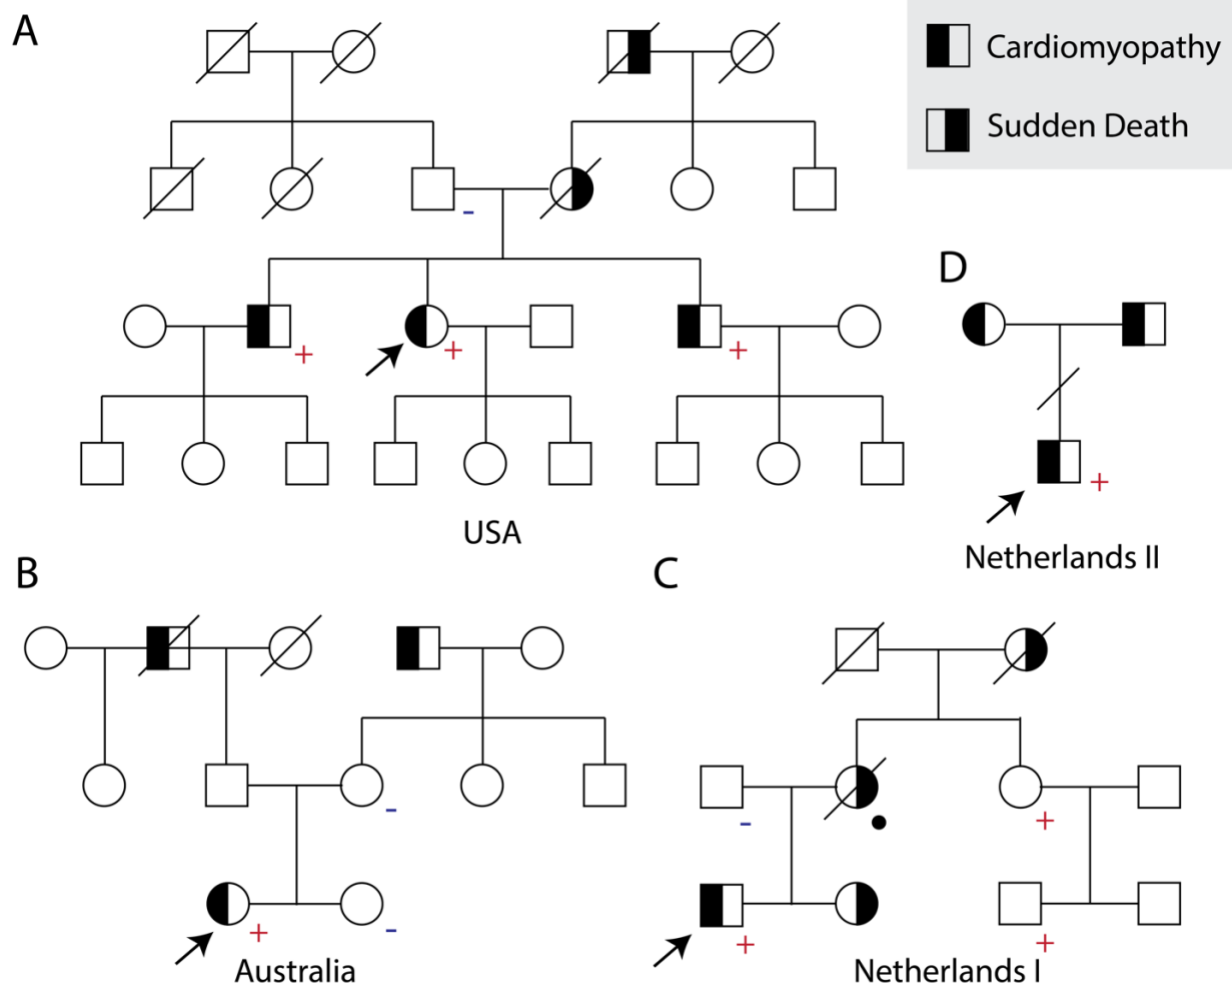 A
Cardiomyopathy
Sudden Death
-
+
+
+
D
+
USA
Netherlands II
B
C
-
-
+
+
-
+
+
Australia
Netherlands I